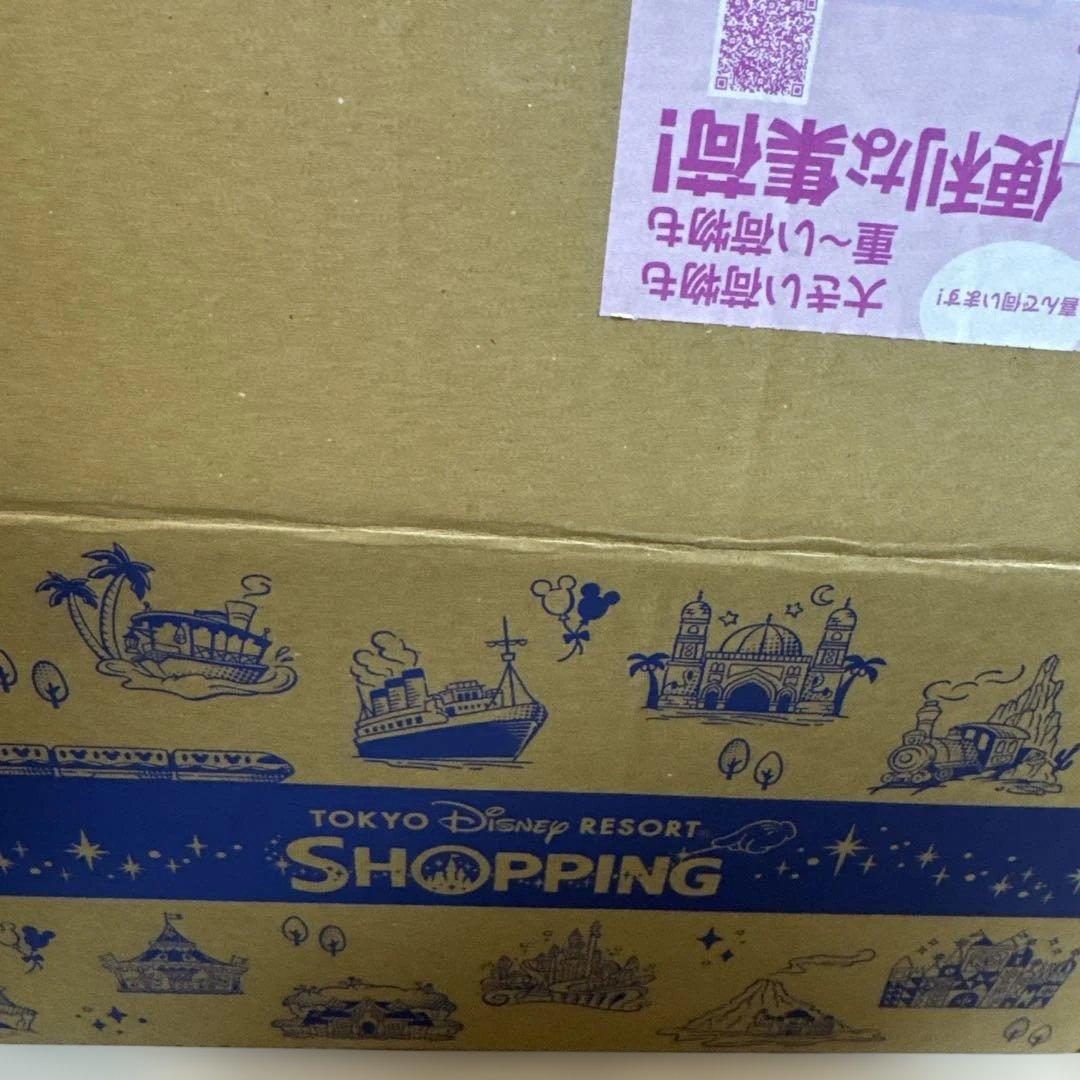 大きい荷物も
重〜い荷物も
便利な集荷!
喜んで伺います!
TOKYO Disney RESORT
SHOPPING